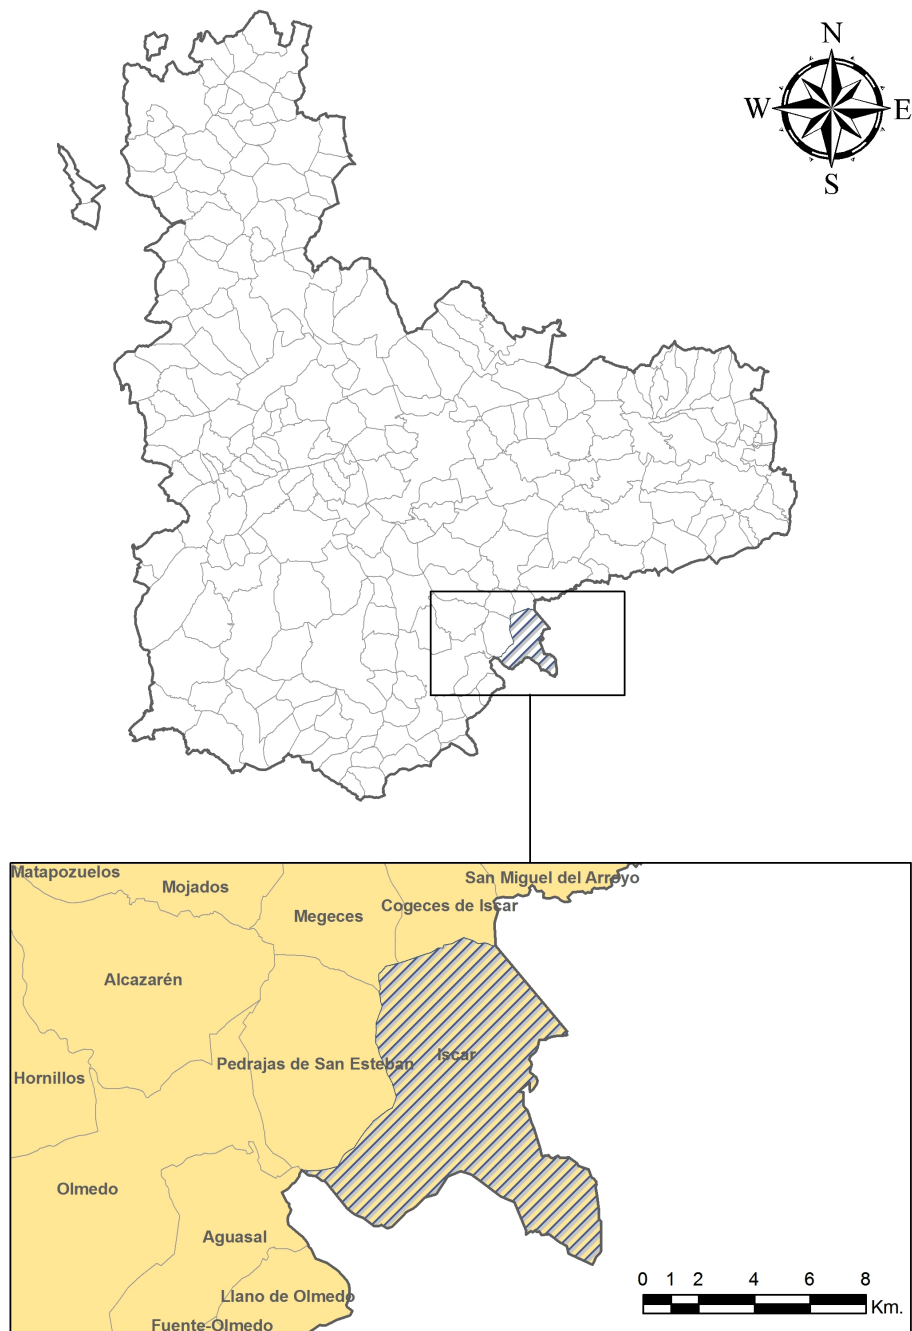 N
W E
S
Matapozuelos
San Miguel del Arroyo
Mojados
Cogeces de Iscar
Megeces
Alcazarén
Iscar
Pedrajas de San Esteban
Hornillos
Olmedo
Aguasal
Llano de Olmedo
Fuente-Olmedo
0 1 2 4 6 8
Km.